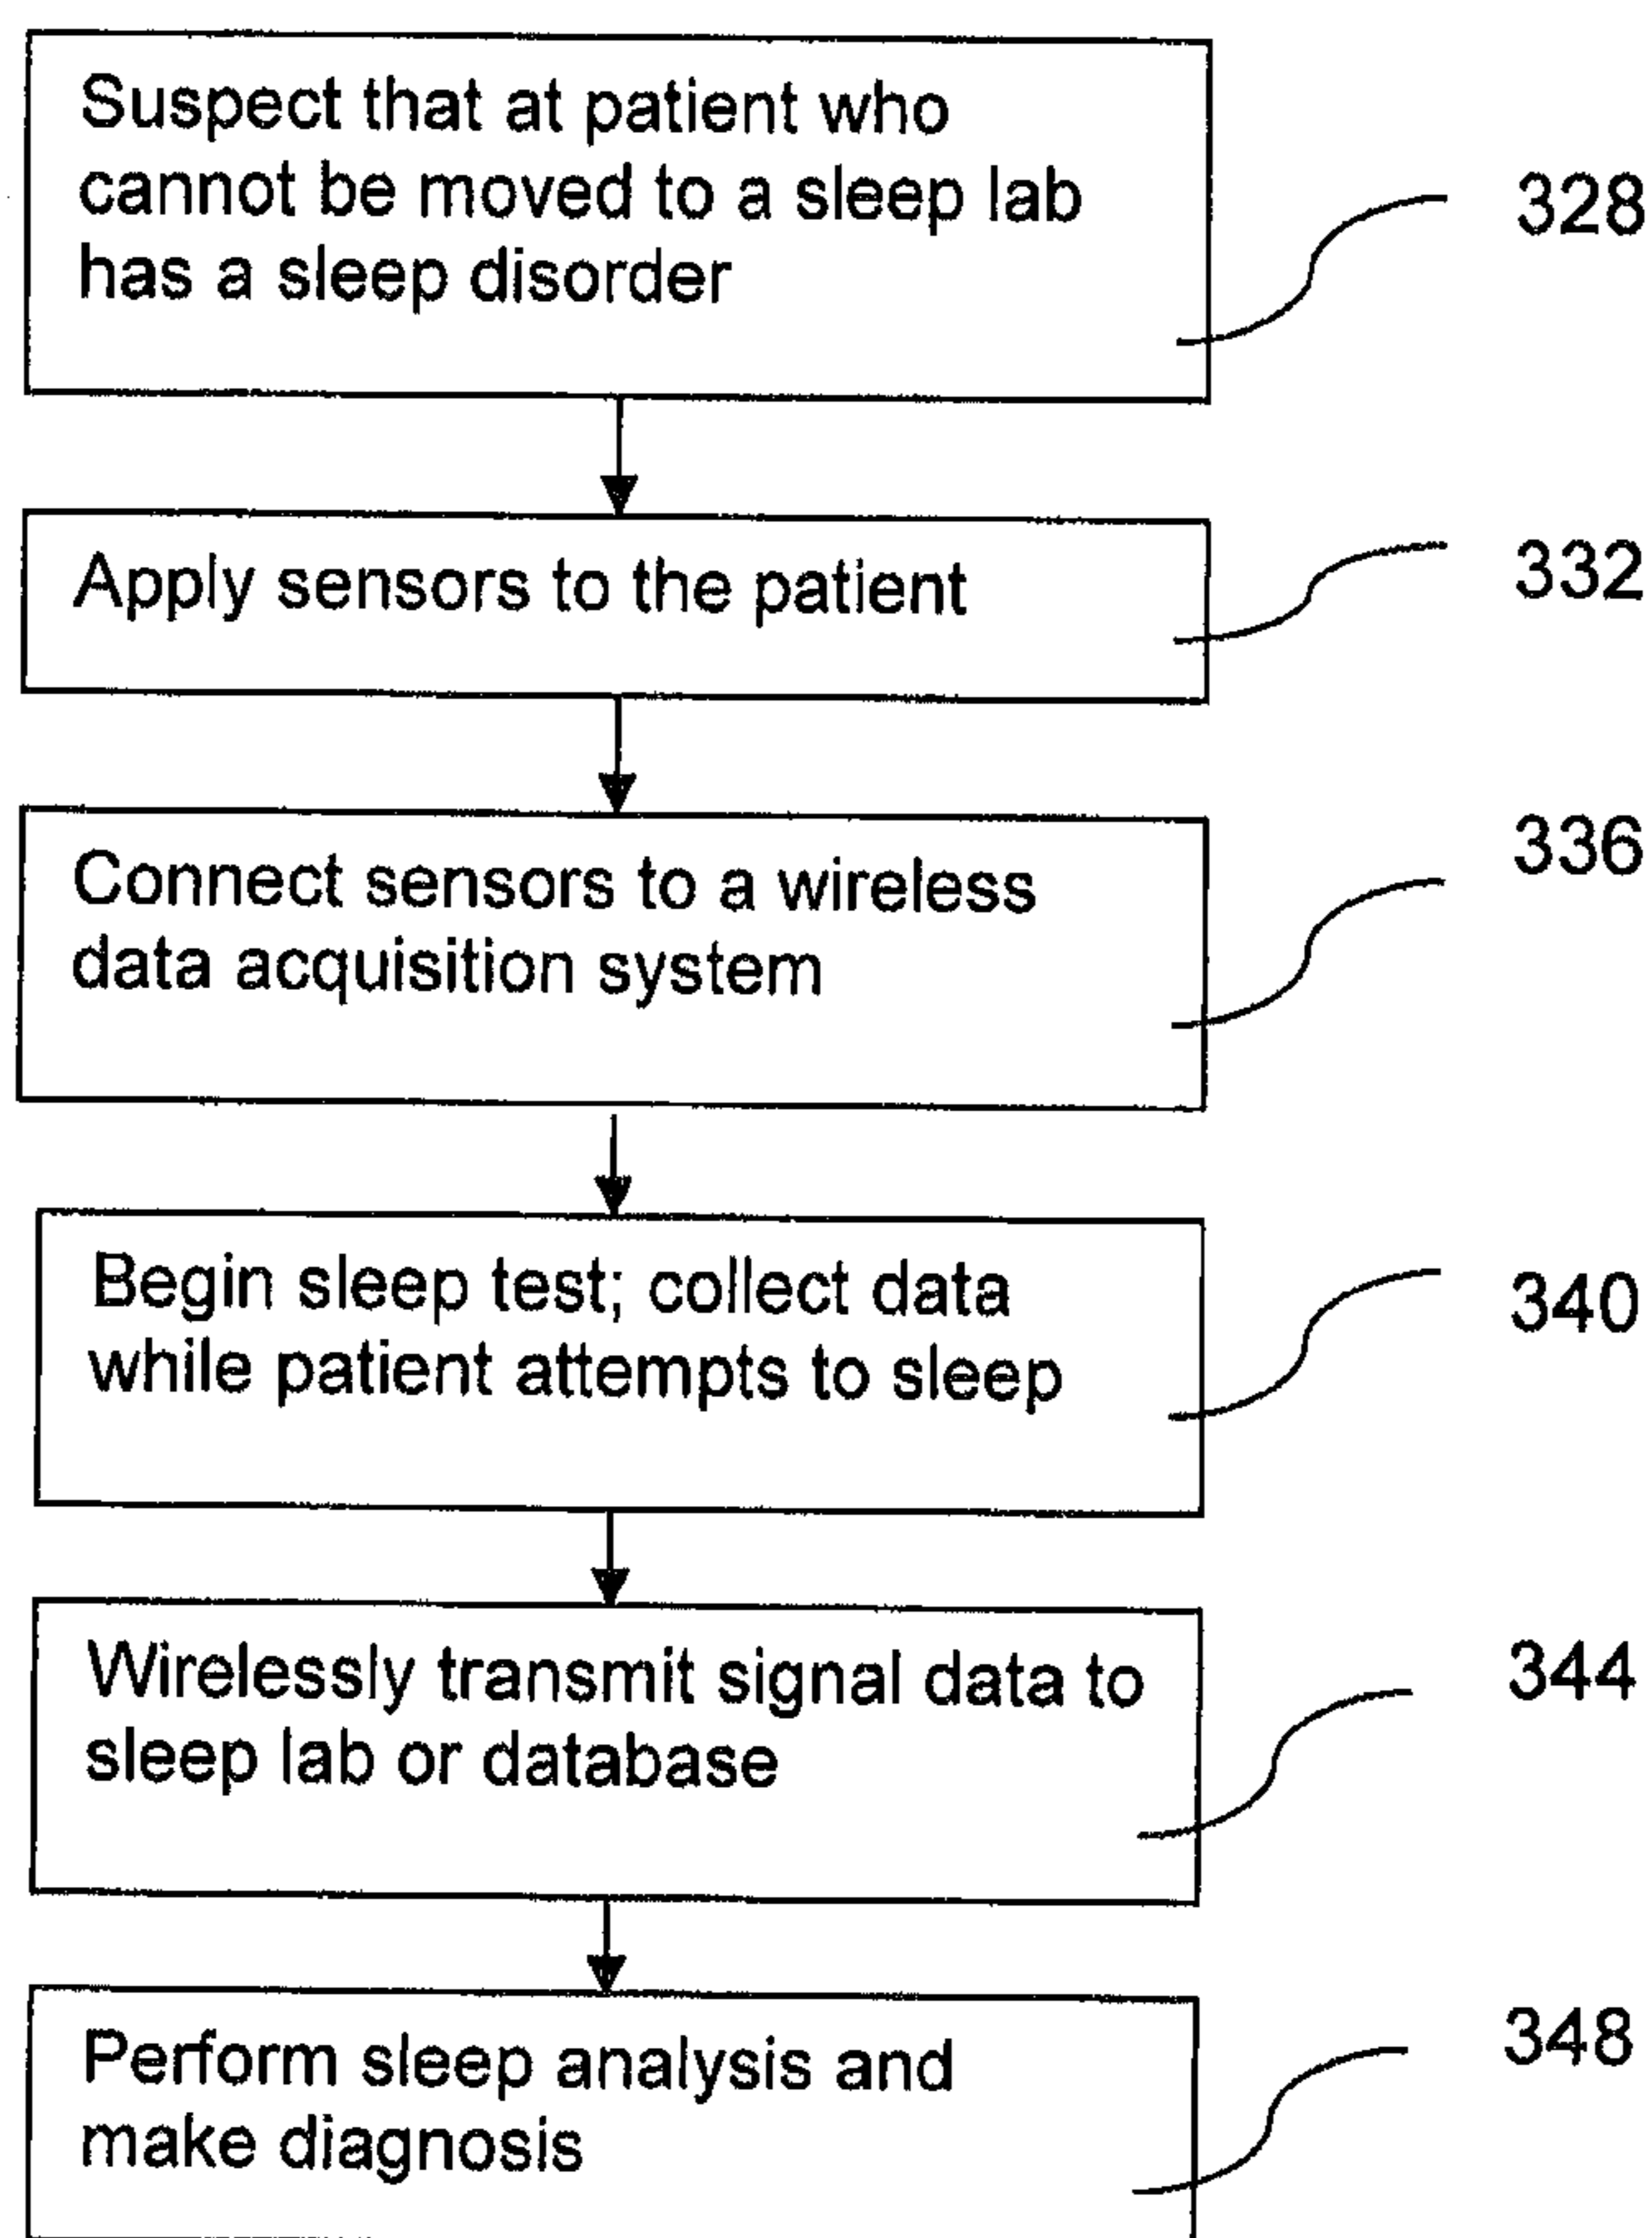 Suspect that at patient who
cannot be moved to a sleep lab
has a sleep disorder
328
Apply sensors to the patient
332
Connect sensors to a wireless
data acquisition system
336
Begin sleep test; collect data
while patient attempts to sleep
340
Wirelessly transmit signal data to
sleep lab or database
344
Perform sleep analysis and
make diagnosis
348